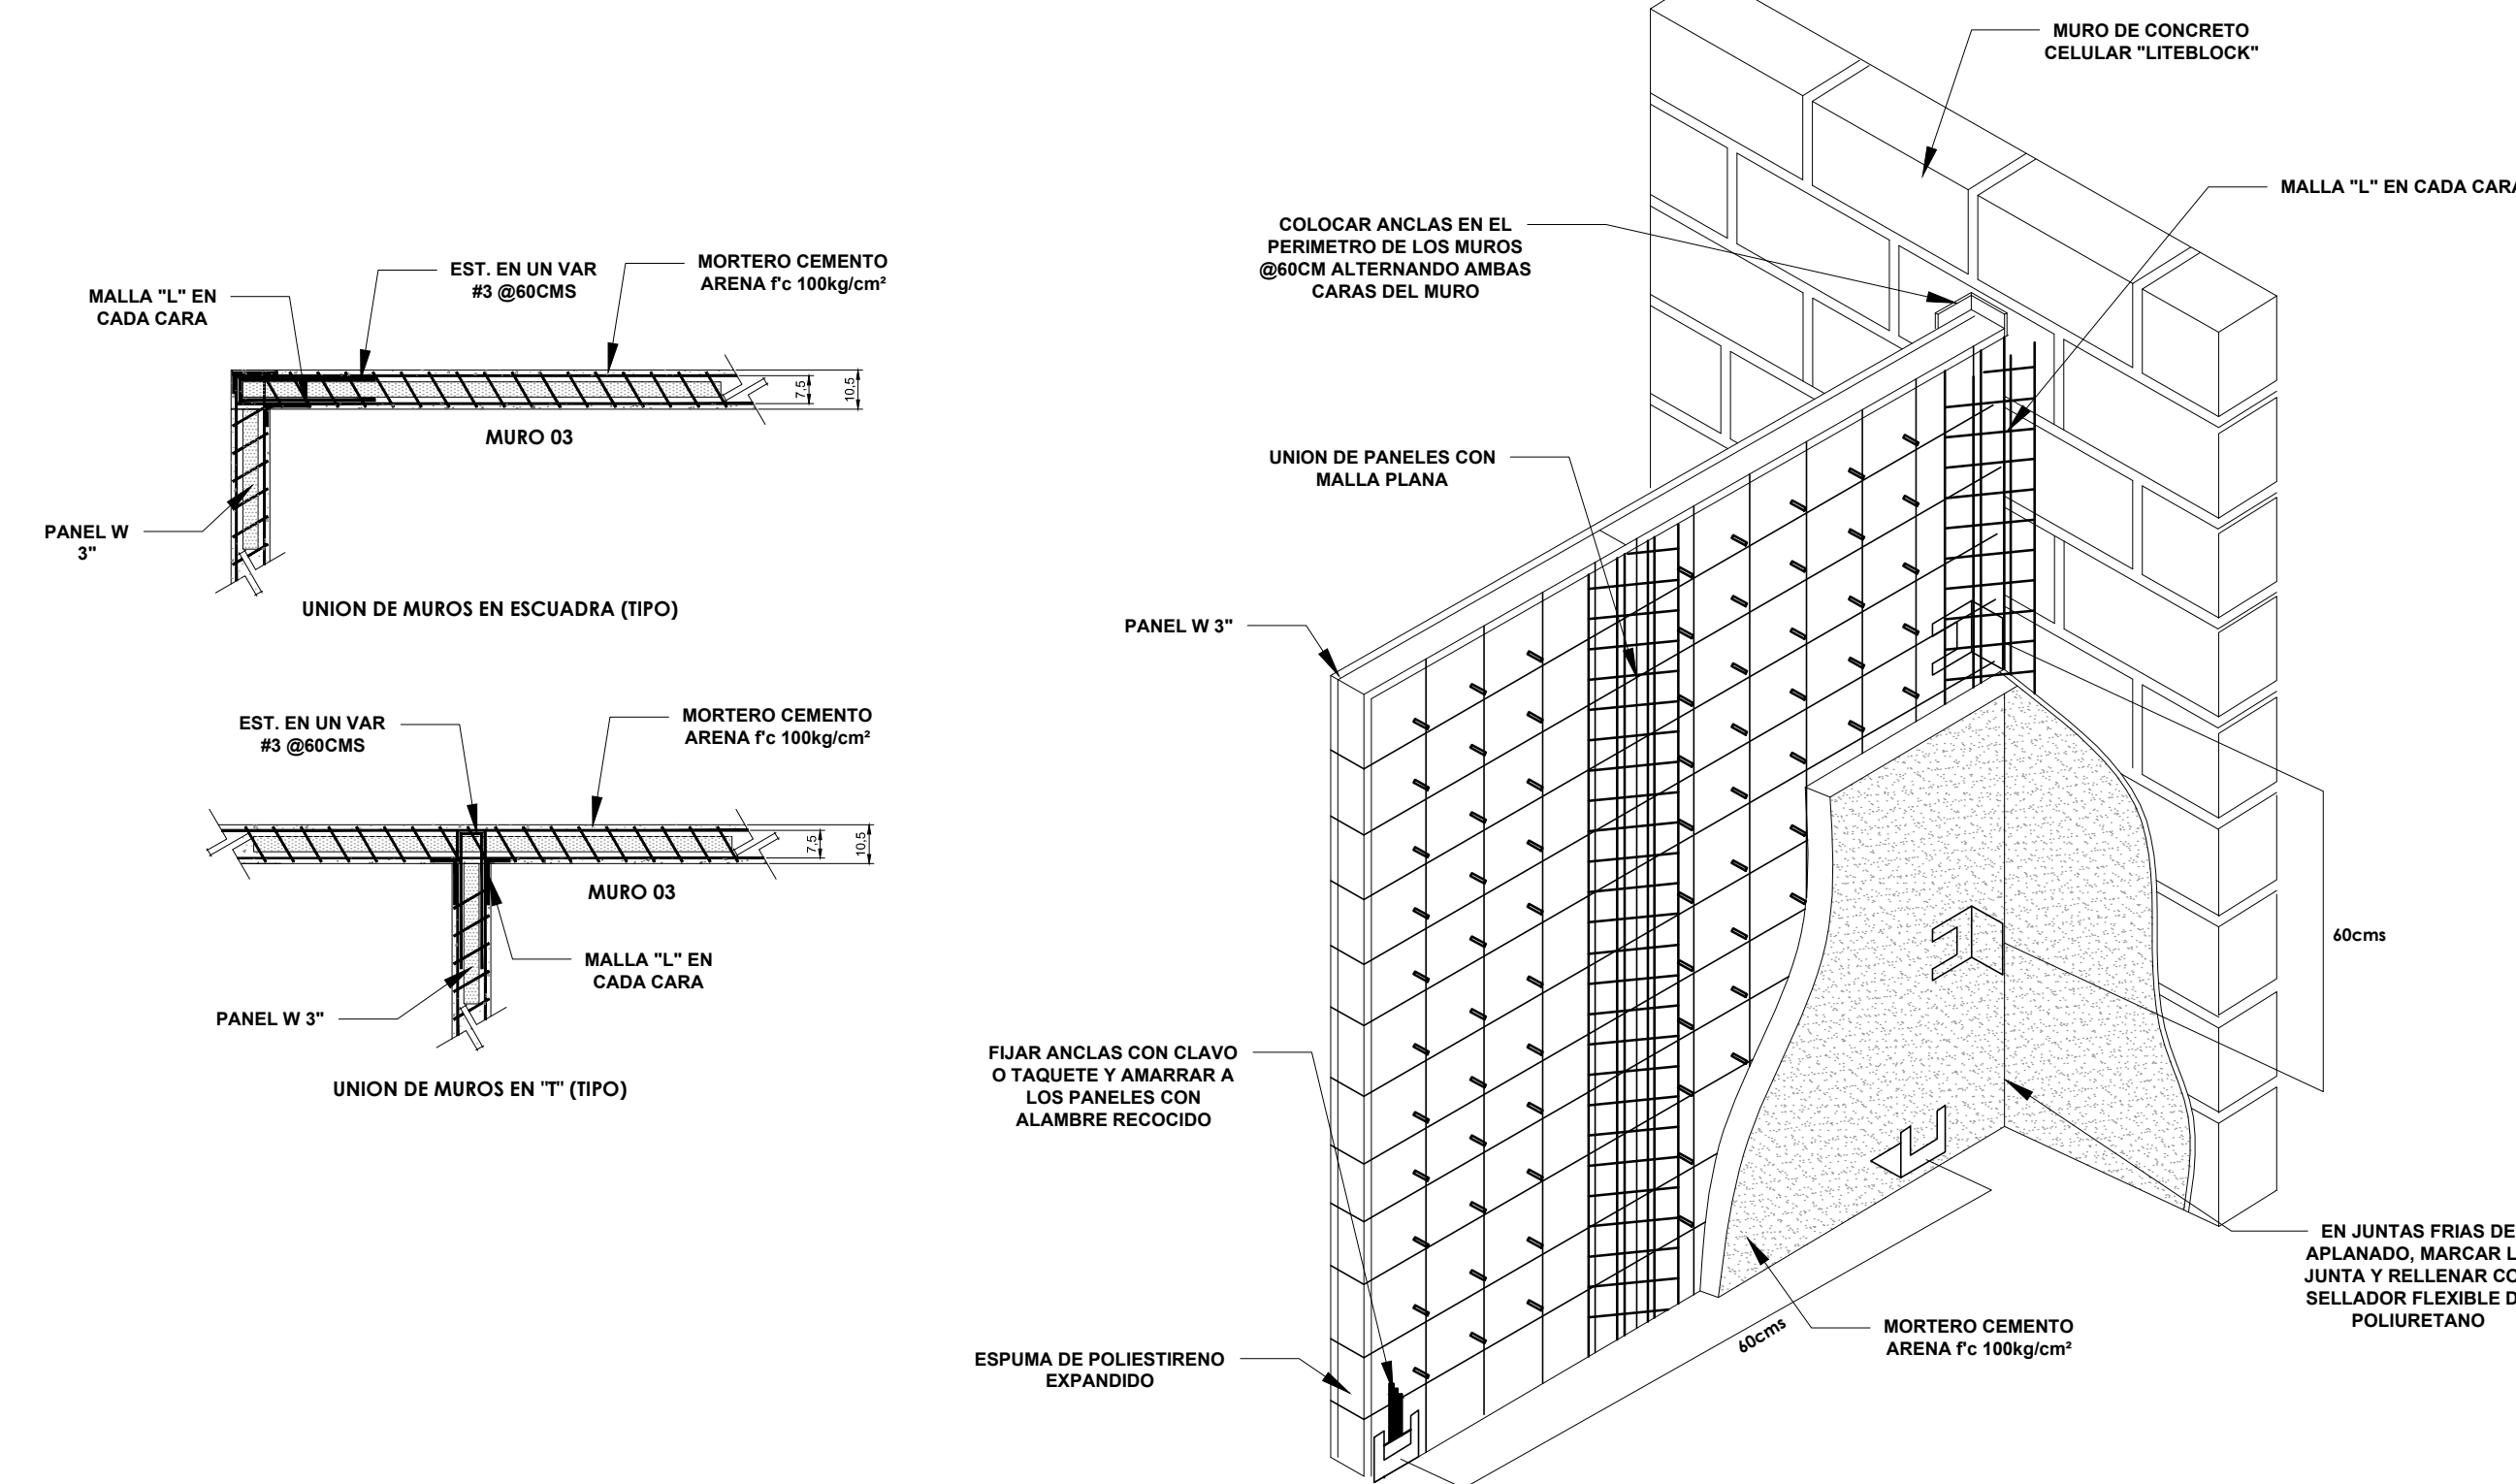 MALLA "L" EN
CADA CARA
EST. EN UN VAR
#3 @60CMS
MORTERO CEMENTO
ARENA f'c 100kg/cm²
7,5
10,5
MURO 03
PANEL W
3"
UNION DE MUROS EN ESCUADRA (TIPO)
EST. EN UN VAR
#3 @60CMS
MORTERO CEMENTO
ARENA f'c 100kg/cm²
7,5
10,5
MURO 03
MALLA "L" EN
CADA CARA
PANEL W 3"
UNION DE MUROS EN "T" (TIPO)
MURO DE CONCRETO
CELULAR "LITEBLOCK"
MALLA "L" EN CADA CARA
COLOCAR ANCLAS EN EL
PERIMETRO DE LOS MUROS
@60CM ALTERNANDO AMBAS
CARAS DEL MURO
UNION DE PANELES CON
MALLA PLANA
PANEL W 3"
60cms
FIJAR ANCLAS CON CLAVO
O TAQUETE Y AMARRAR A
LOS PANELES CON
ALAMBRE RECOCIDO
EN JUNTAS FRIAS DE
APLANADO, MARCAR L
JUNTA Y RELLENAR CO
SELLADOR FLEXIBLE D
POLIURETANO
60cms
MORTERO CEMENTO
ARENA f'c 100kg/cm²
ESPUMA DE POLIESTIRENO
EXPANDIDO